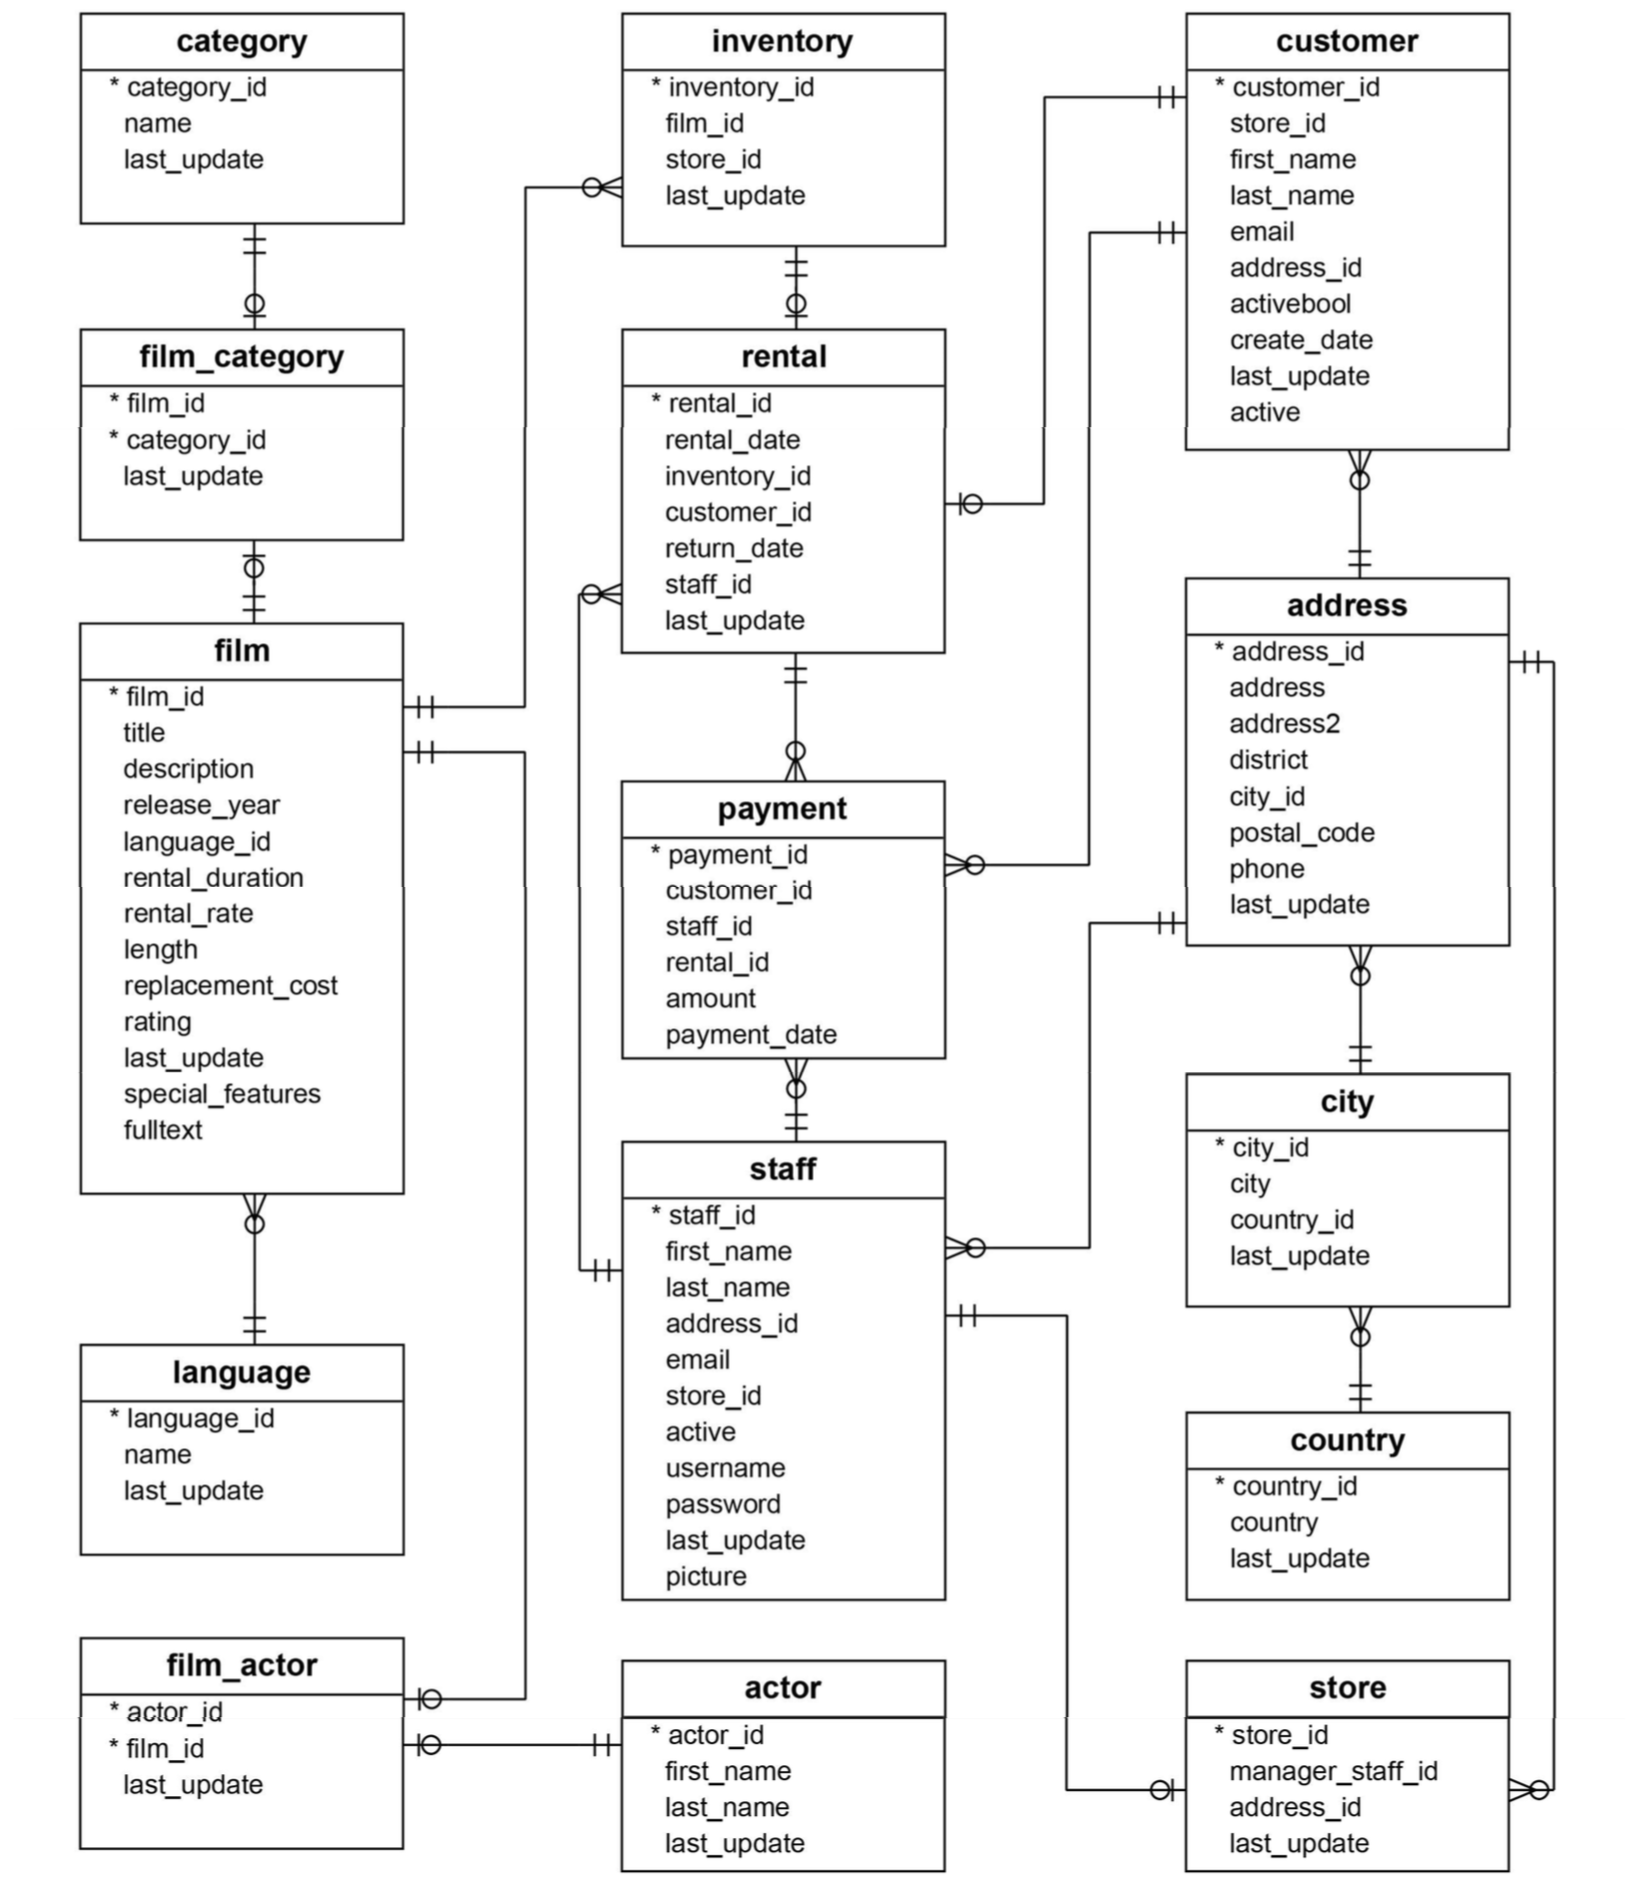 category
* category_id
name
last_update
film_category
* film_id
* category_id
last_update
film
* film_id
title
description
release_year
language_id
rental_duration
rental_rate
length
replacement_cost
rating
last_update
special_features
fulltext
language
* language_id
name
last_update
film_actor
* actor_id
* film_id
last_update
inventory
* inventory_id
film_id
store_id
last_update
rental
* rental_id
rental_date
inventory_id
customer_id
return_date
staff_id
last_update
payment
* payment_id
customer_id
staff_id
rental_id
amount
payment_date
staff
* staff_id
first_name
last_name
address_id
email
store_id
active
username
password
last_update
picture
actor
* actor_id
first_name
last_name
last_update
customer
* customer_id
store_id
first_name
last_name
email
address_id
activebool
create_date
last_update
active
address
* address_id
address
address2
district
city_id
postal_code
phone
last_update
city
* city_id
city
country_id
last_update
country
* country_id
country
last_update
store
* store_id
manager_staff_id
address_id
last_update